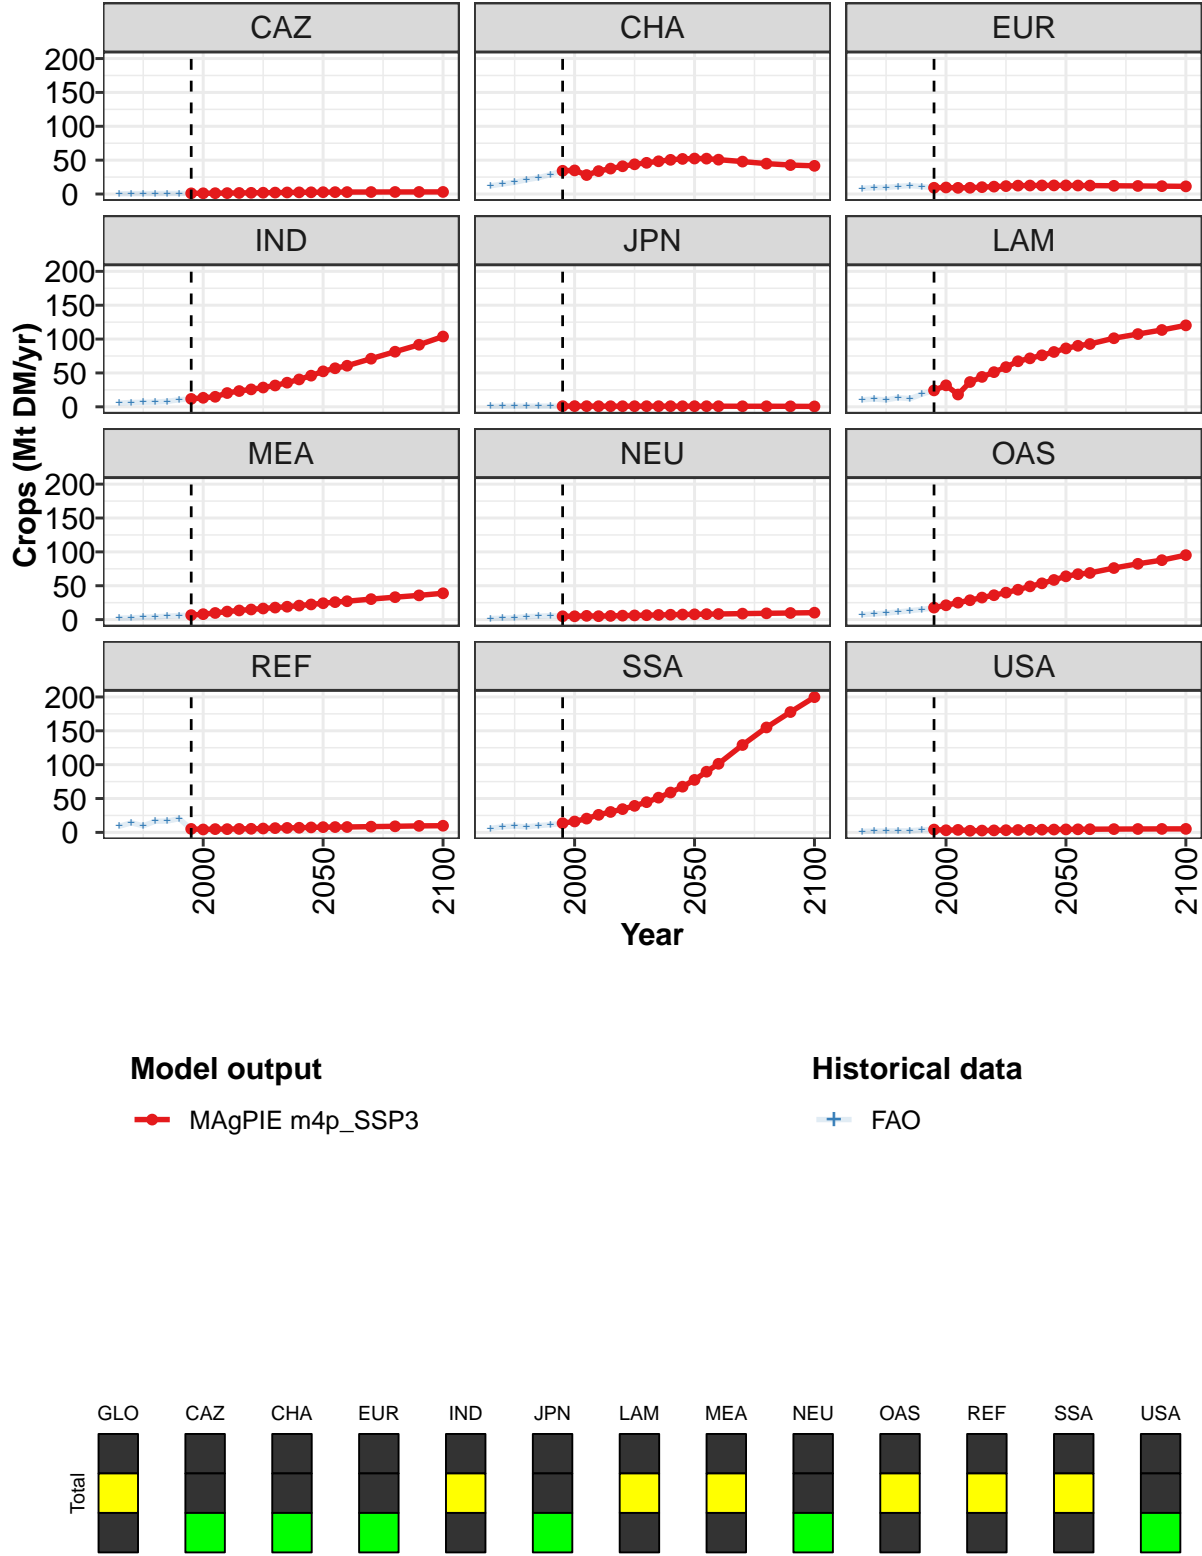 CAZ CHA EUR
200
150
100
50
0
IND JPN LAM
200
150
100
50
0
MEA NEU OAS
200
150
100
50
0
REF SSA USA
200
150
100
50
0
Crops (Mt DM/yr)
2000 2050 2100 2000 2050 2100 2000 2050 2100
Year
Model output Historical data
MAgPIE m4p_SSP3 FAO
GLO CAZ CHA EUR IND JPN LAM MEA NEU OAS REF SSA USA
Total